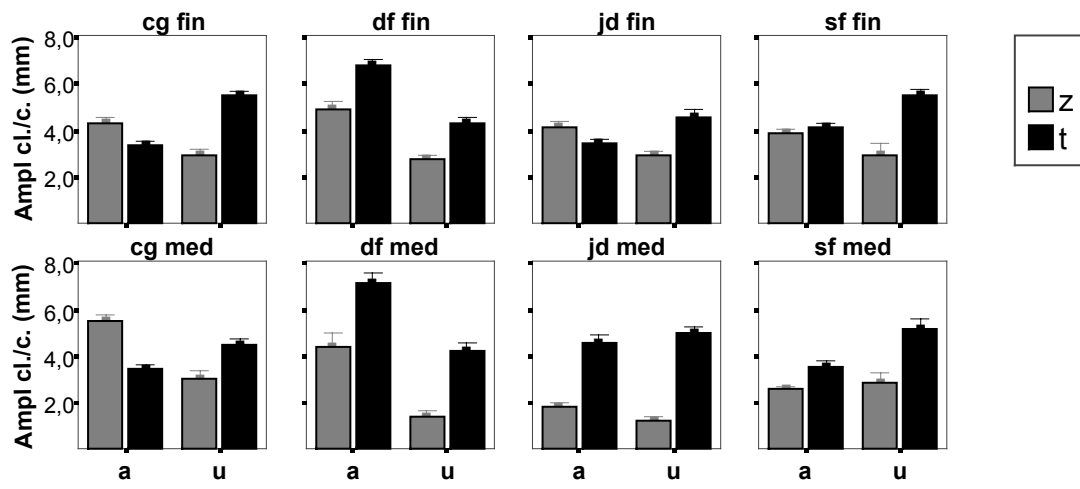 cg fin
df fin
jd fin
sf fin
Ampl cl./c. (mm)
8,0
6,0
4,0
2,0
z
t
cg med
df med
jd med
sf med
Ampl cl./c. (mm)
8,0
6,0
4,0
2,0
a u
a u
a u
a u